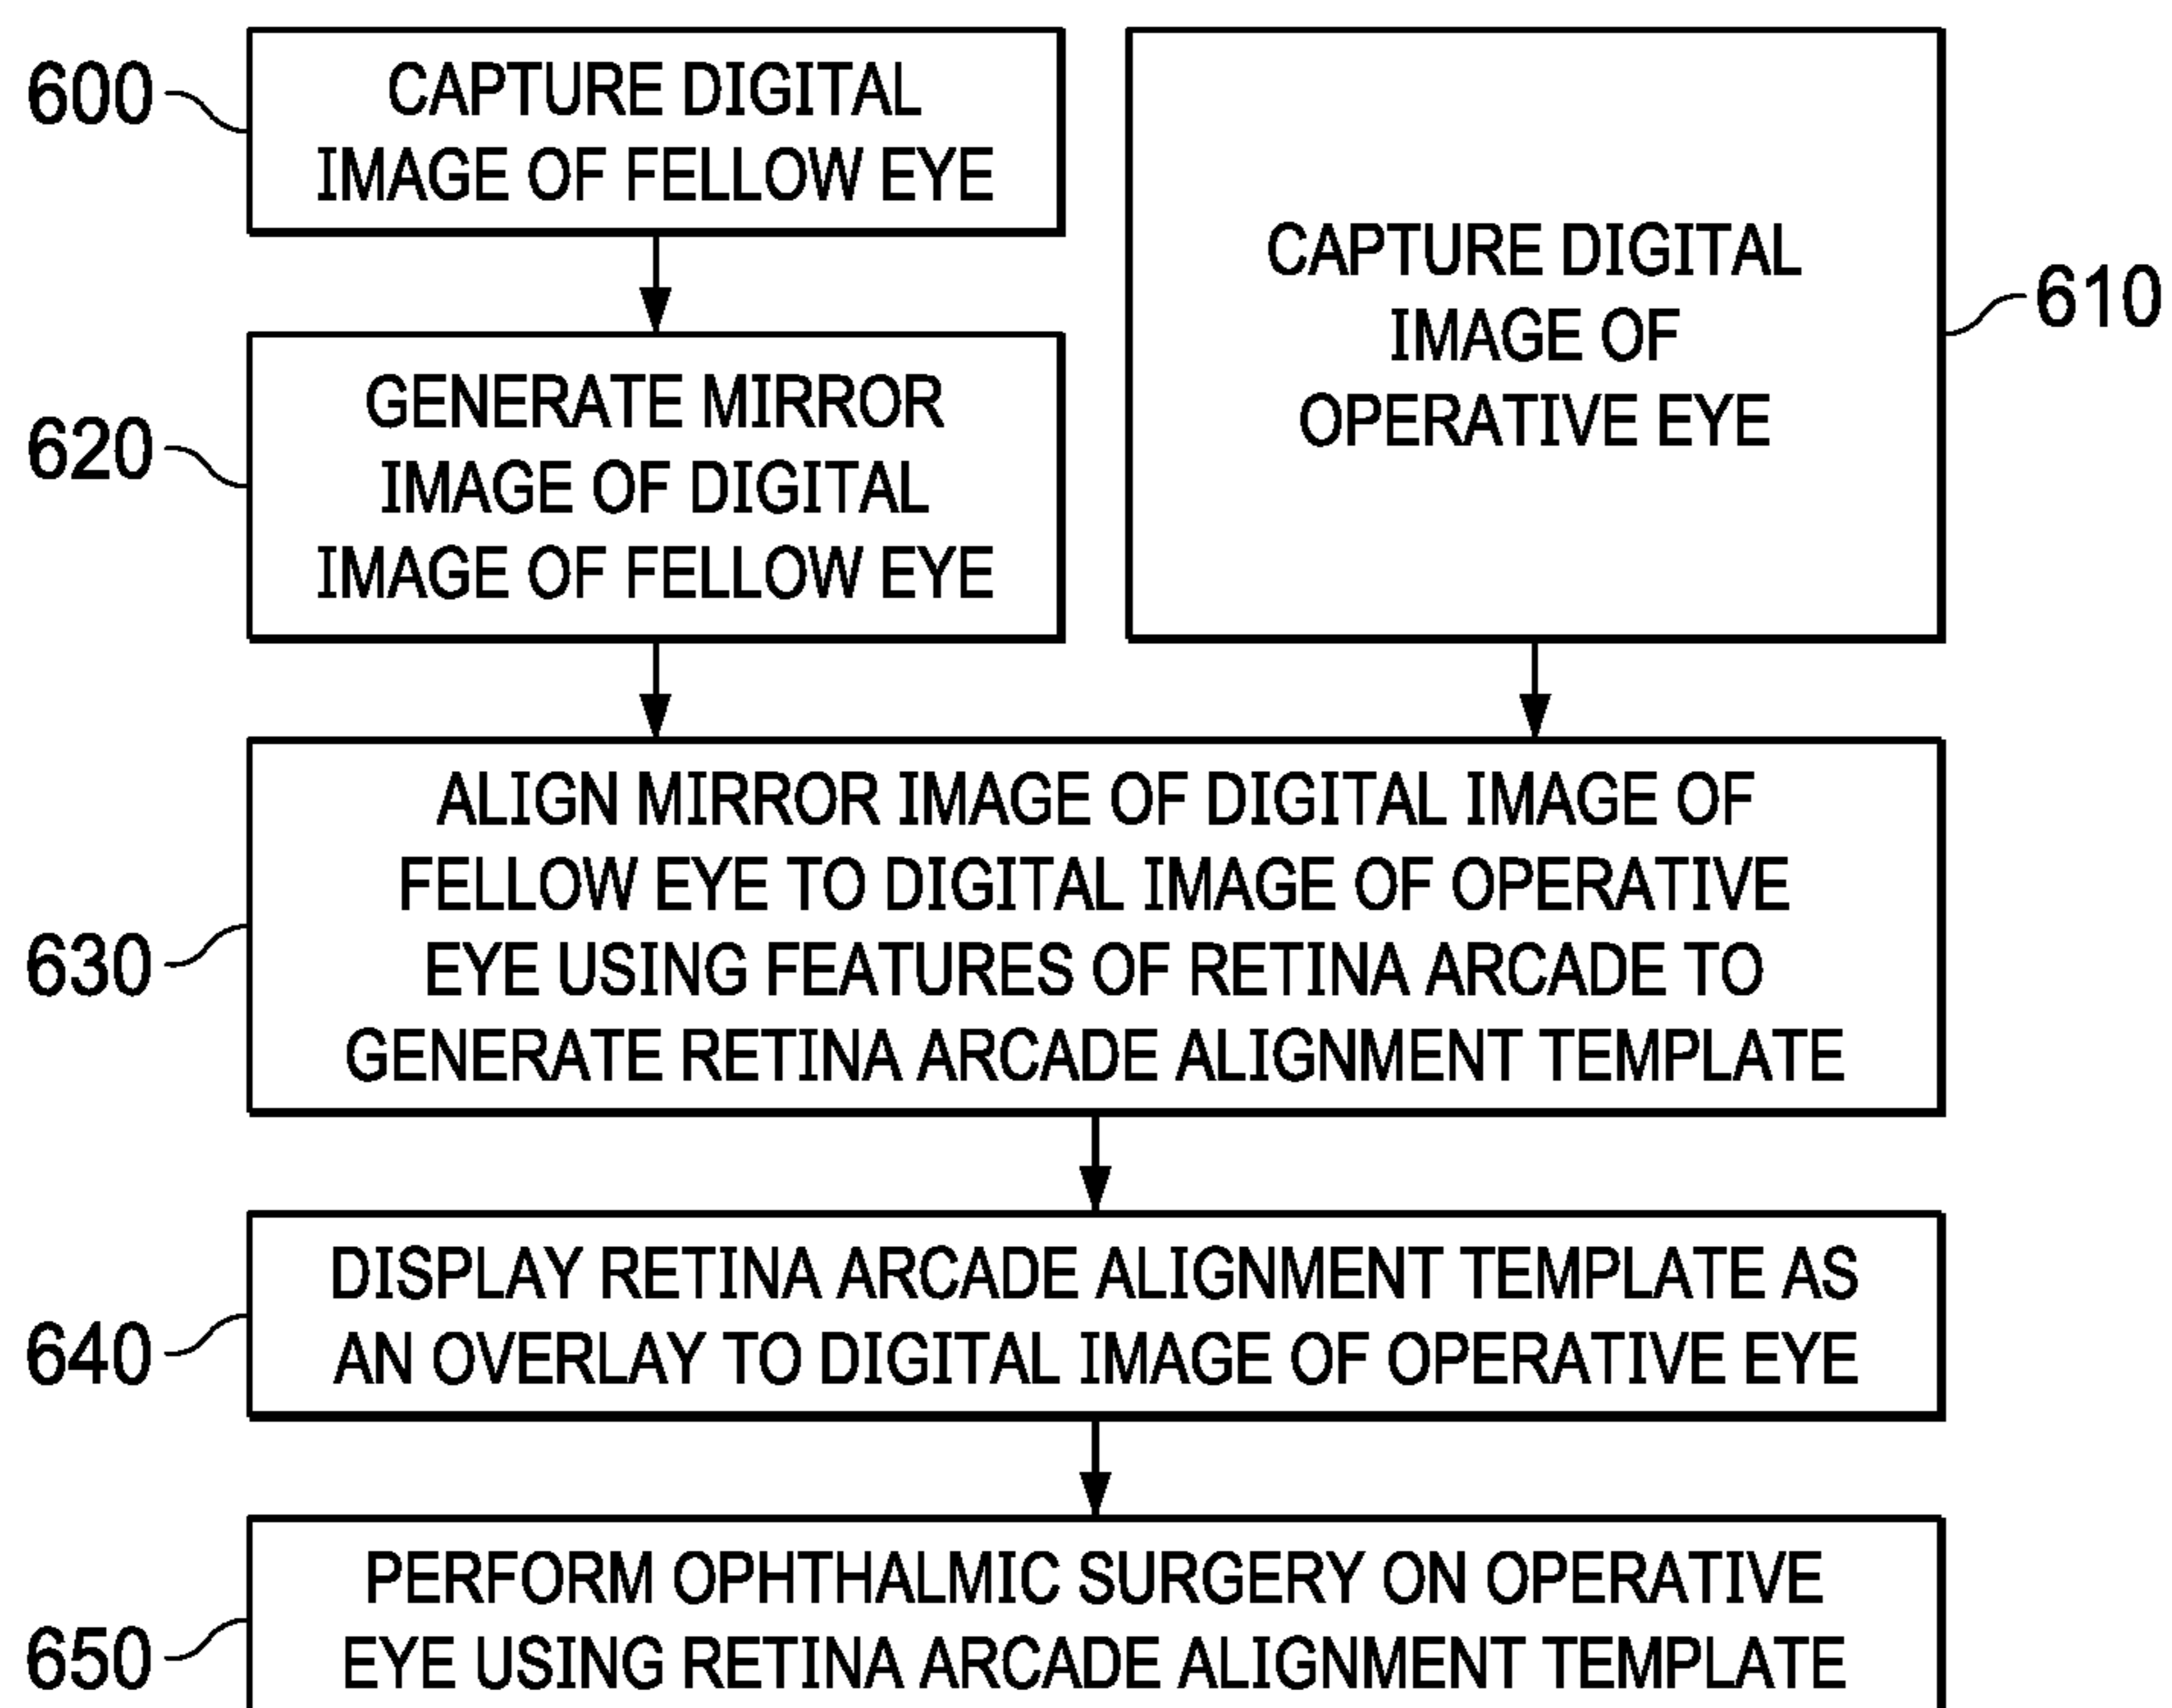 600
CAPTURE DIGITAL
IMAGE OF FELLOW EYE
CAPTURE DIGITAL
IMAGE OF
OPERATIVE EYE
610
620
GENERATE MIRROR
IMAGE OF DIGITAL
IMAGE OF FELLOW EYE
630
ALIGN MIRROR IMAGE OF DIGITAL IMAGE OF
FELLOW EYE TO DIGITAL IMAGE OF OPERATIVE
EYE USING FEATURES OF RETINA ARCADE TO
GENERATE RETINA ARCADE ALIGNMENT TEMPLATE
640
DISPLAY RETINA ARCADE ALIGNMENT TEMPLATE AS
AN OVERLAY TO DIGITAL IMAGE OF OPERATIVE EYE
650
PERFORM OPHTHALMIC SURGERY ON OPERATIVE
EYE USING RETINA ARCADE ALIGNMENT TEMPLATE